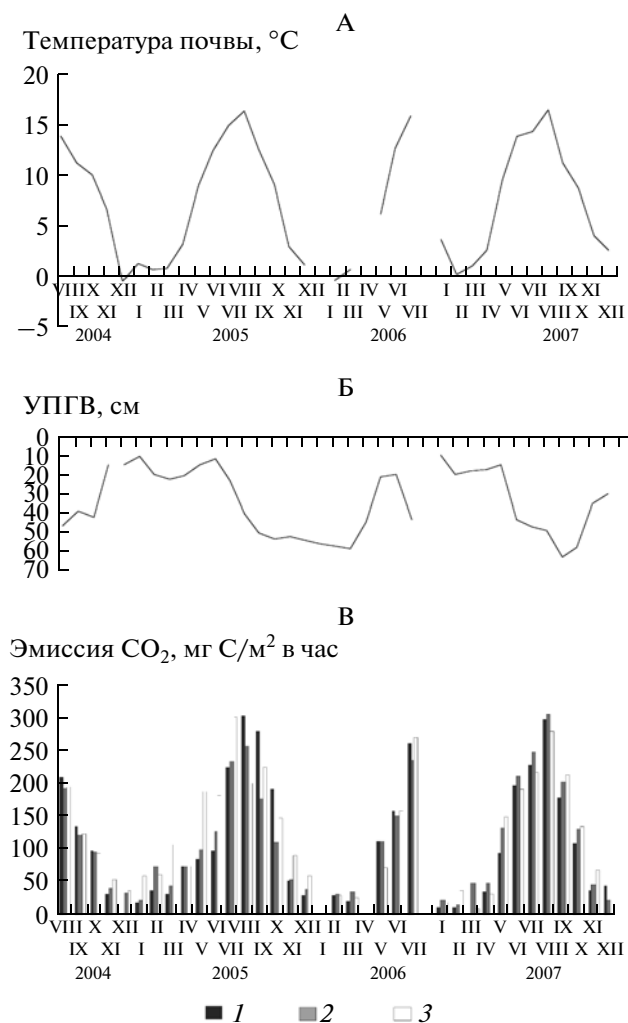 А
Температура почвы, °С
20
15
10
5
0
−5
VIII X XII II IV VI VIII X XII II IV VI I III V VII IX XI
IX XI I III V VII IX XI I III V VII II IV VI VIII X XII
2004 2005 2006 2007
Б
УПГВ, см
0
10
20
30
40
50
60
70
В
Эмиссия CO₂, мг С/м² в час
350
300
250
200
150
100
50
0
VIII X XII II IV VI VIII X XII II IV VI I III V VII IX XI
IX XI I III V VII IX XI I III V VII II IV VI VIII X XII
2004 2005 2006 2007
1 2 3